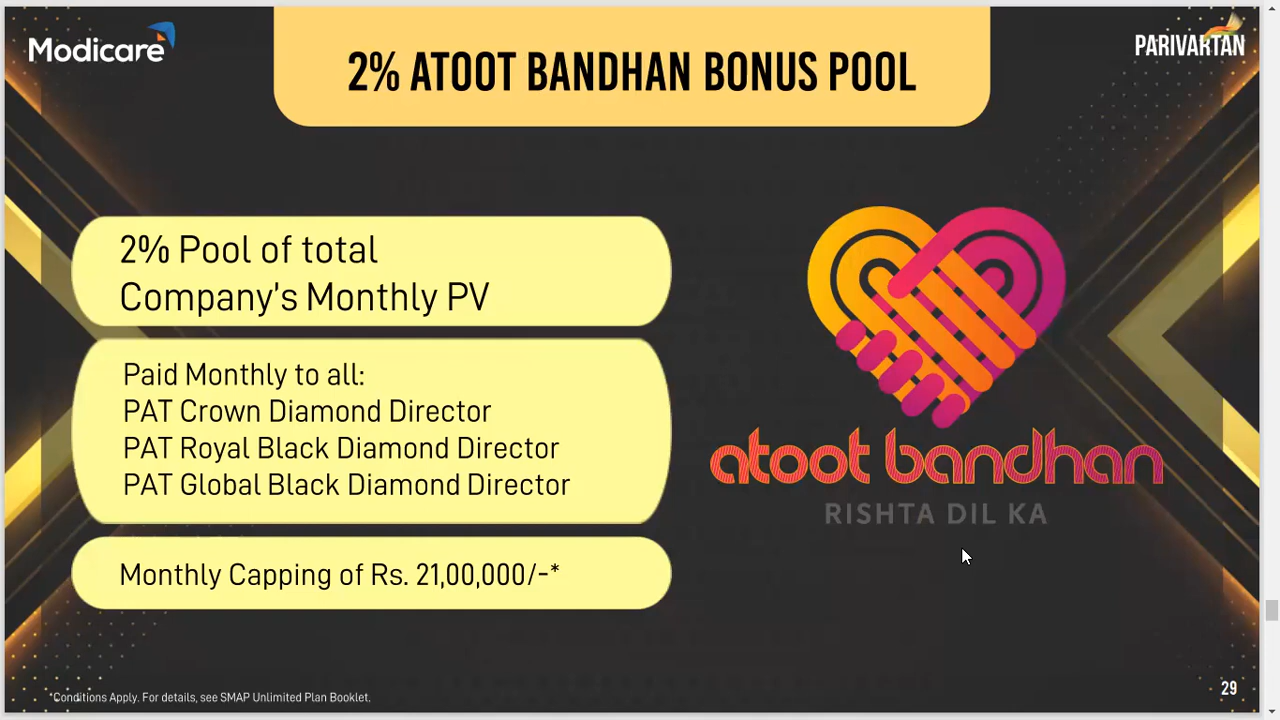 Modicare
PARIVARTAN
2% ATOOT BANDHAN BONUS POOL
2% Pool of total
Company's Monthly PV
Paid Monthly to all:
PAT Crown Diamond Director
PAT Royal Black Diamond Director
PAT Global Black Diamond Director
Monthly Capping of Rs. 21,00,000/-*
atoot bandhan
RISHTA DIL KA
*Conditions Apply. For details, see SMAP Unlimited Plan Booklet.
29